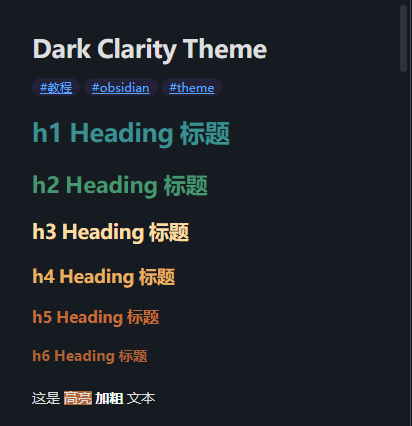 Dark Clarity Theme
#教程 #obsidian #theme
h1 Heading 标题
h2 Heading 标题
h3 Heading 标题
h4 Heading 标题
h5 Heading 标题
h6 Heading 标题
这是 高亮 加粗 文本